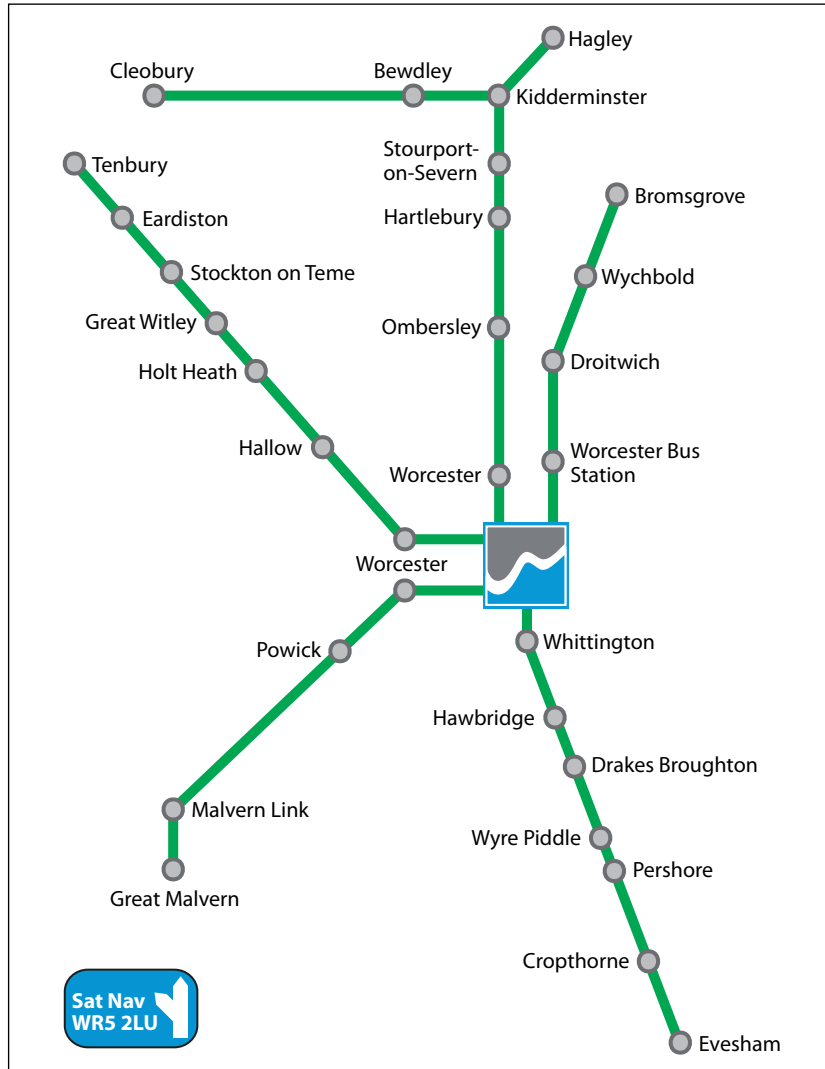 Hagley
Cleobury
Bewdley
Kidderminster
Stourport-
on-Severn
Tenbury
Bromsgrove
Eardiston
Hartlebury
Stockton on Teme
Wychbold
Great Witley
Ombersley
Holt Heath
Droitwich
Hallow
Worcester
Worcester Bus
Station
Worcester
Whittington
Powick
Hawbridge
Drakes Broughton
Malvern Link
Wyre Piddle
Pershore
Great Malvern
Cropthorne
Sat Nav
WR5 2LU
Evesham